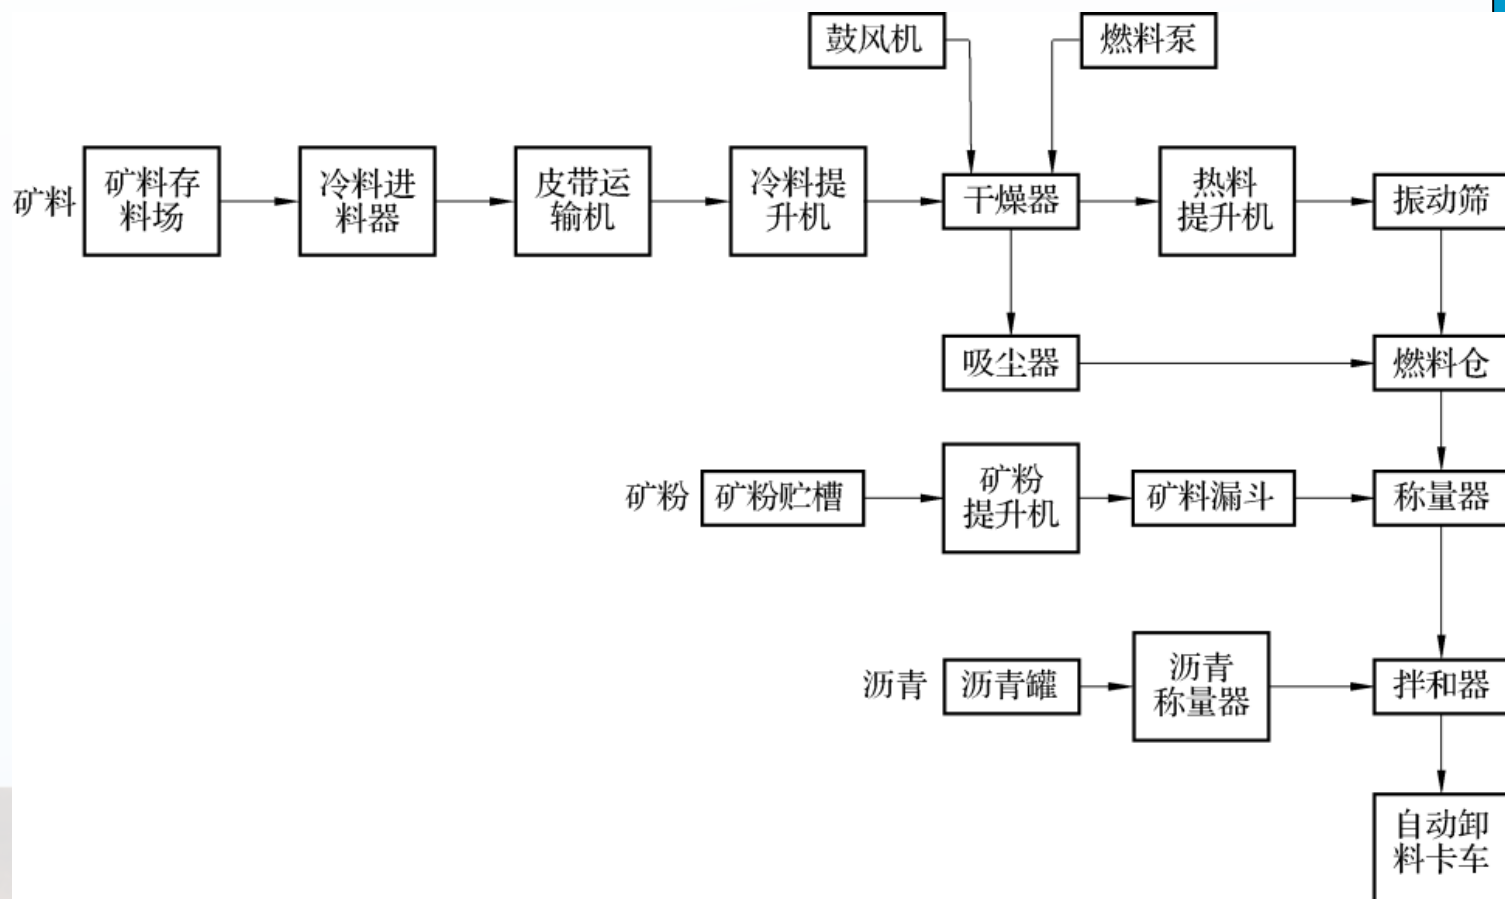 鼓风机
燃料泵
矿料
矿料存
料场
冷料进
料器
皮带运
输机
冷料提
升机
干燥器
热料
提升机
振动筛
吸尘器
燃料仓
矿粉
矿粉贮槽
矿粉
提升机
矿料漏斗
称量器
沥青
沥青罐
沥青
称量器
拌和器
自动卸
料卡车